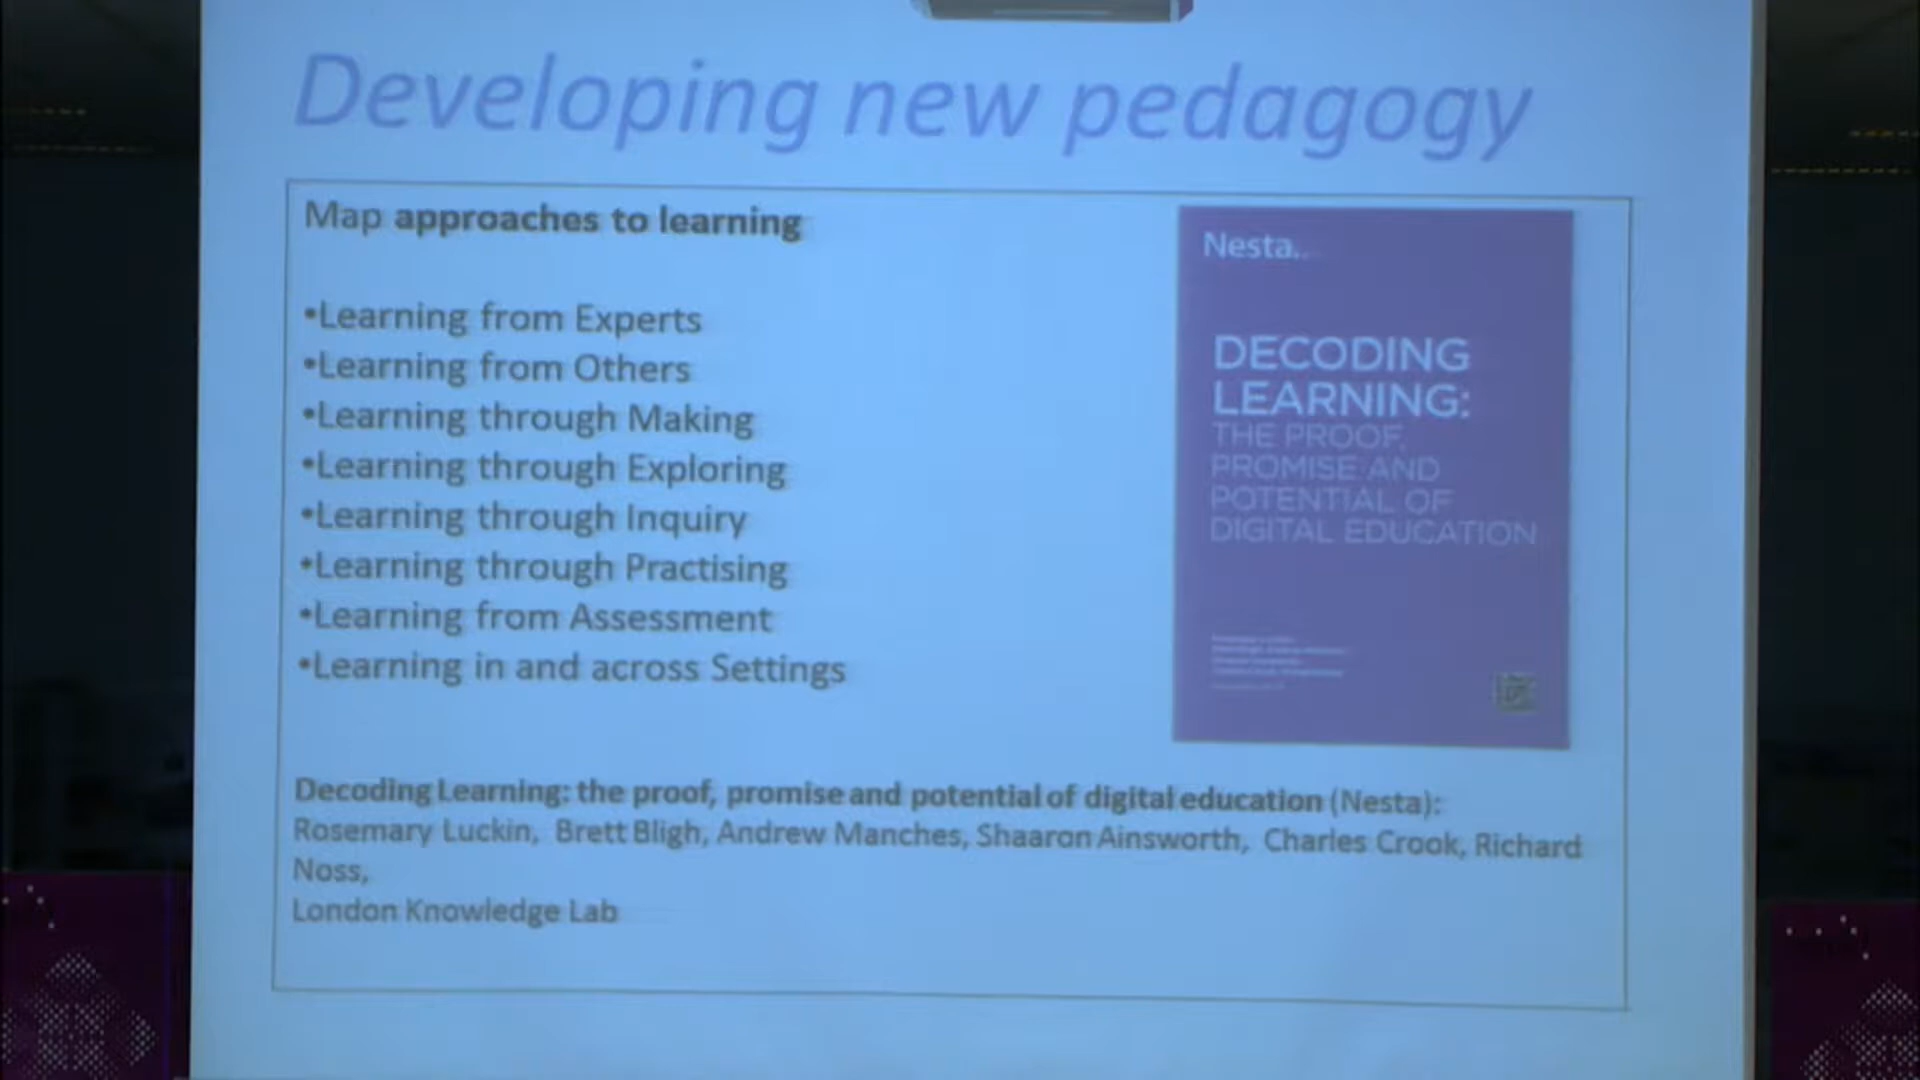 Developing new pedagogy
Map approaches to learning
•Learning from Experts
•Learning from Others
•Learning through Making
•Learning through Exploring
•Learning through Inquiry
•Learning through Practising
•Learning from Assessment
•Learning in and across Settings
Nesta..
DECODING
LEARNING:
THE PROOF,
PROMISE AND
POTENTIAL OF
DIGITAL EDUCATION
Decoding Learning: the proof, promise and potential of digital education (Nesta):
Rosemary Luckin, Brett Bligh, Andrew Manches, Shaaron Ainsworth, Charles Crook, Richard
Noss,
London Knowledge Lab